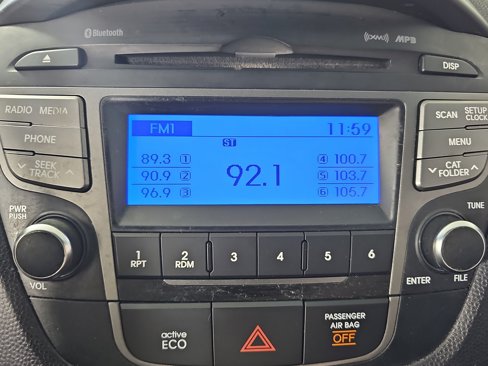 Bluetooth
((XM)) MP3
DISP
RADIO MEDIA
SCAN SETUP CLOCK
PHONE
MENU
SEEK TRACK
CAT FOLDER
FM1 11:59
ST
89.3 1 92.1 4 100.7
90.9 2 5 103.7
96.9 3 6 105.7
PWR PUSH
TUNE
VOL
ENTER FILE
1 RPT
2 RDM
3 4 5 6
active ECO
PASSENGER AIR BAG OFF